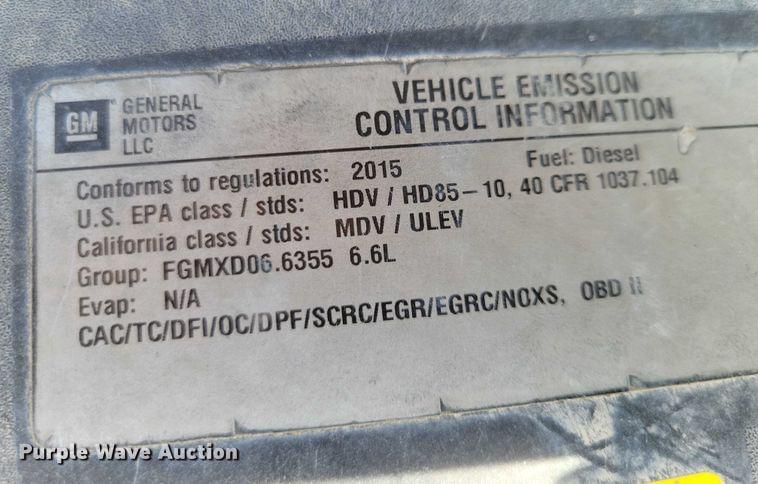 GM GENERAL MOTORS LLC
VEHICLE EMISSION
CONTROL INFORMATION
Conforms to regulations: 2015 Fuel: Diesel
U.S. EPA class / stds: HDV / HD85-10, 40 CFR 1037.104
California class / stds: MDV / ULEV
Group: FGMXD06.6355 6.6L
Evap: N/A
CAC/TC/DFI/OC/DPF/SCRC/EGR/EGRC/NOXS, OBD II
Purple Wave Auction